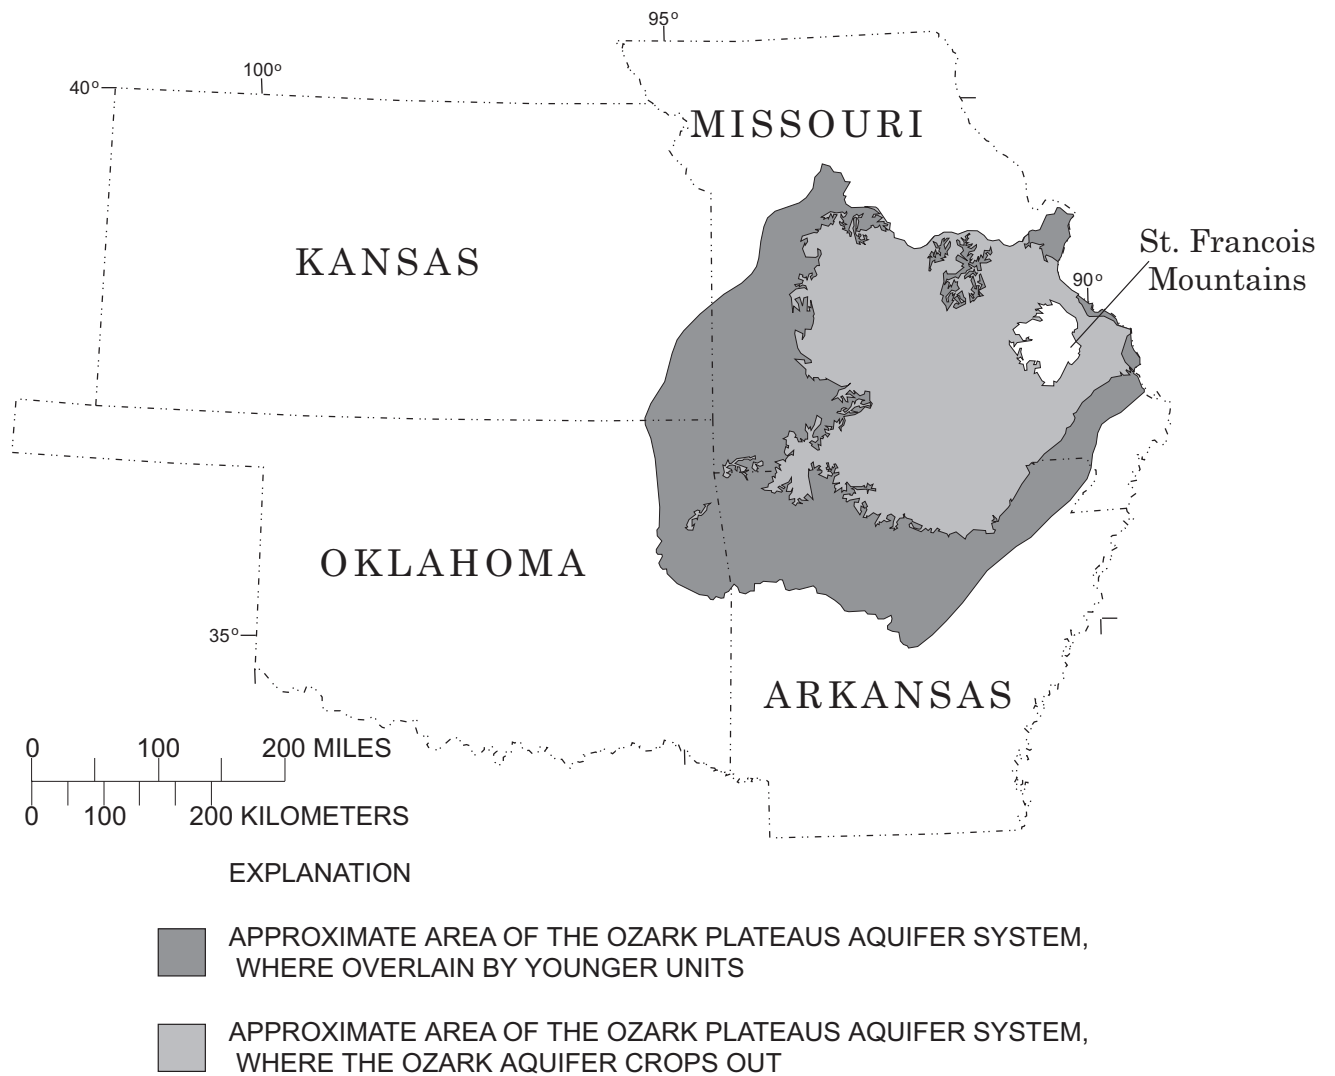 95°
100°
40°
MISSOURI
KANSAS
St. Francois
Mountains
90°
OKLAHOMA
35°
ARKANSAS
0 100 200 MILES
0 100 200 KILOMETERS
EXPLANATION
APPROXIMATE AREA OF THE OZARK PLATEAUS AQUIFER SYSTEM,
WHERE OVERLAIN BY YOUNGER UNITS
APPROXIMATE AREA OF THE OZARK PLATEAUS AQUIFER SYSTEM,
WHERE THE OZARK AQUIFER CROPS OUT